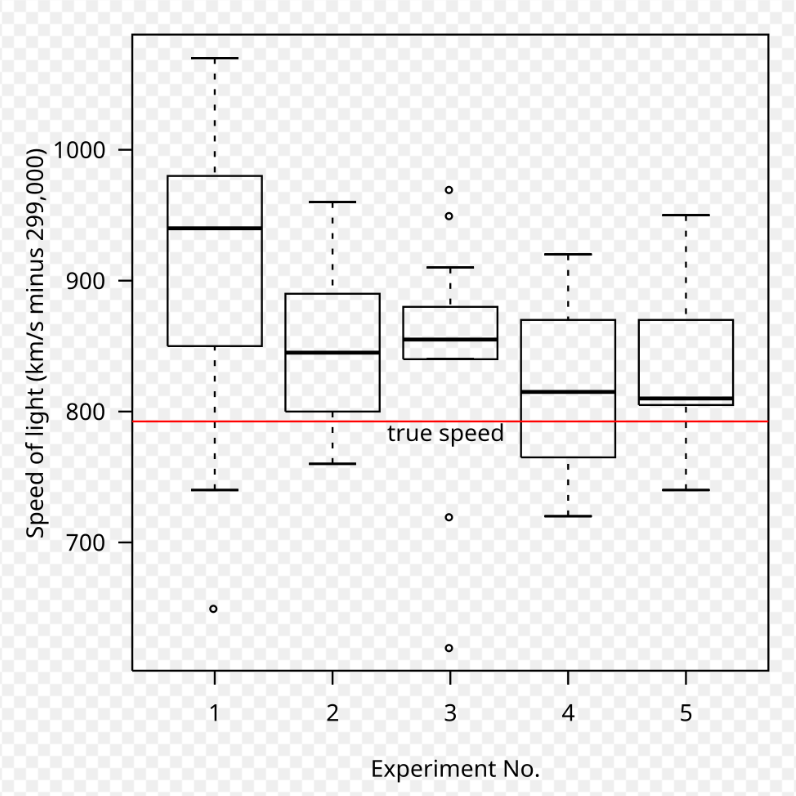 Speed of light (km/s minus 299,000)
1000
900
800
700
true speed
1 2 3 4 5
Experiment No.